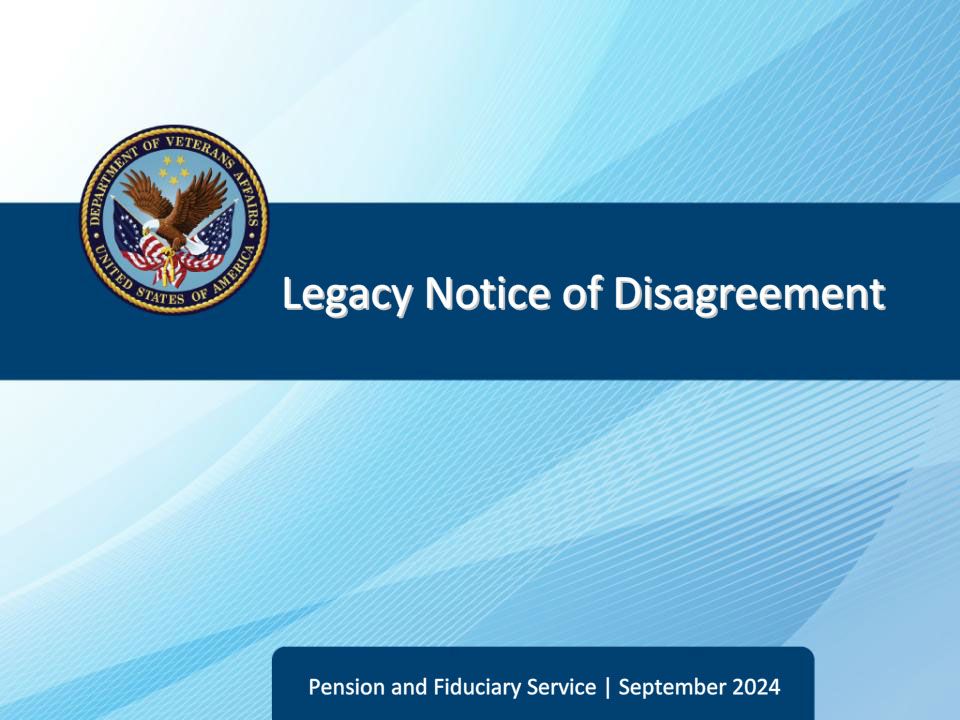 DEPARTMENT OF VETERANS AFFAIRS
UNITED STATES OF AMERICA
Legacy Notice of Disagreement
Pension and Fiduciary Service | September 2024